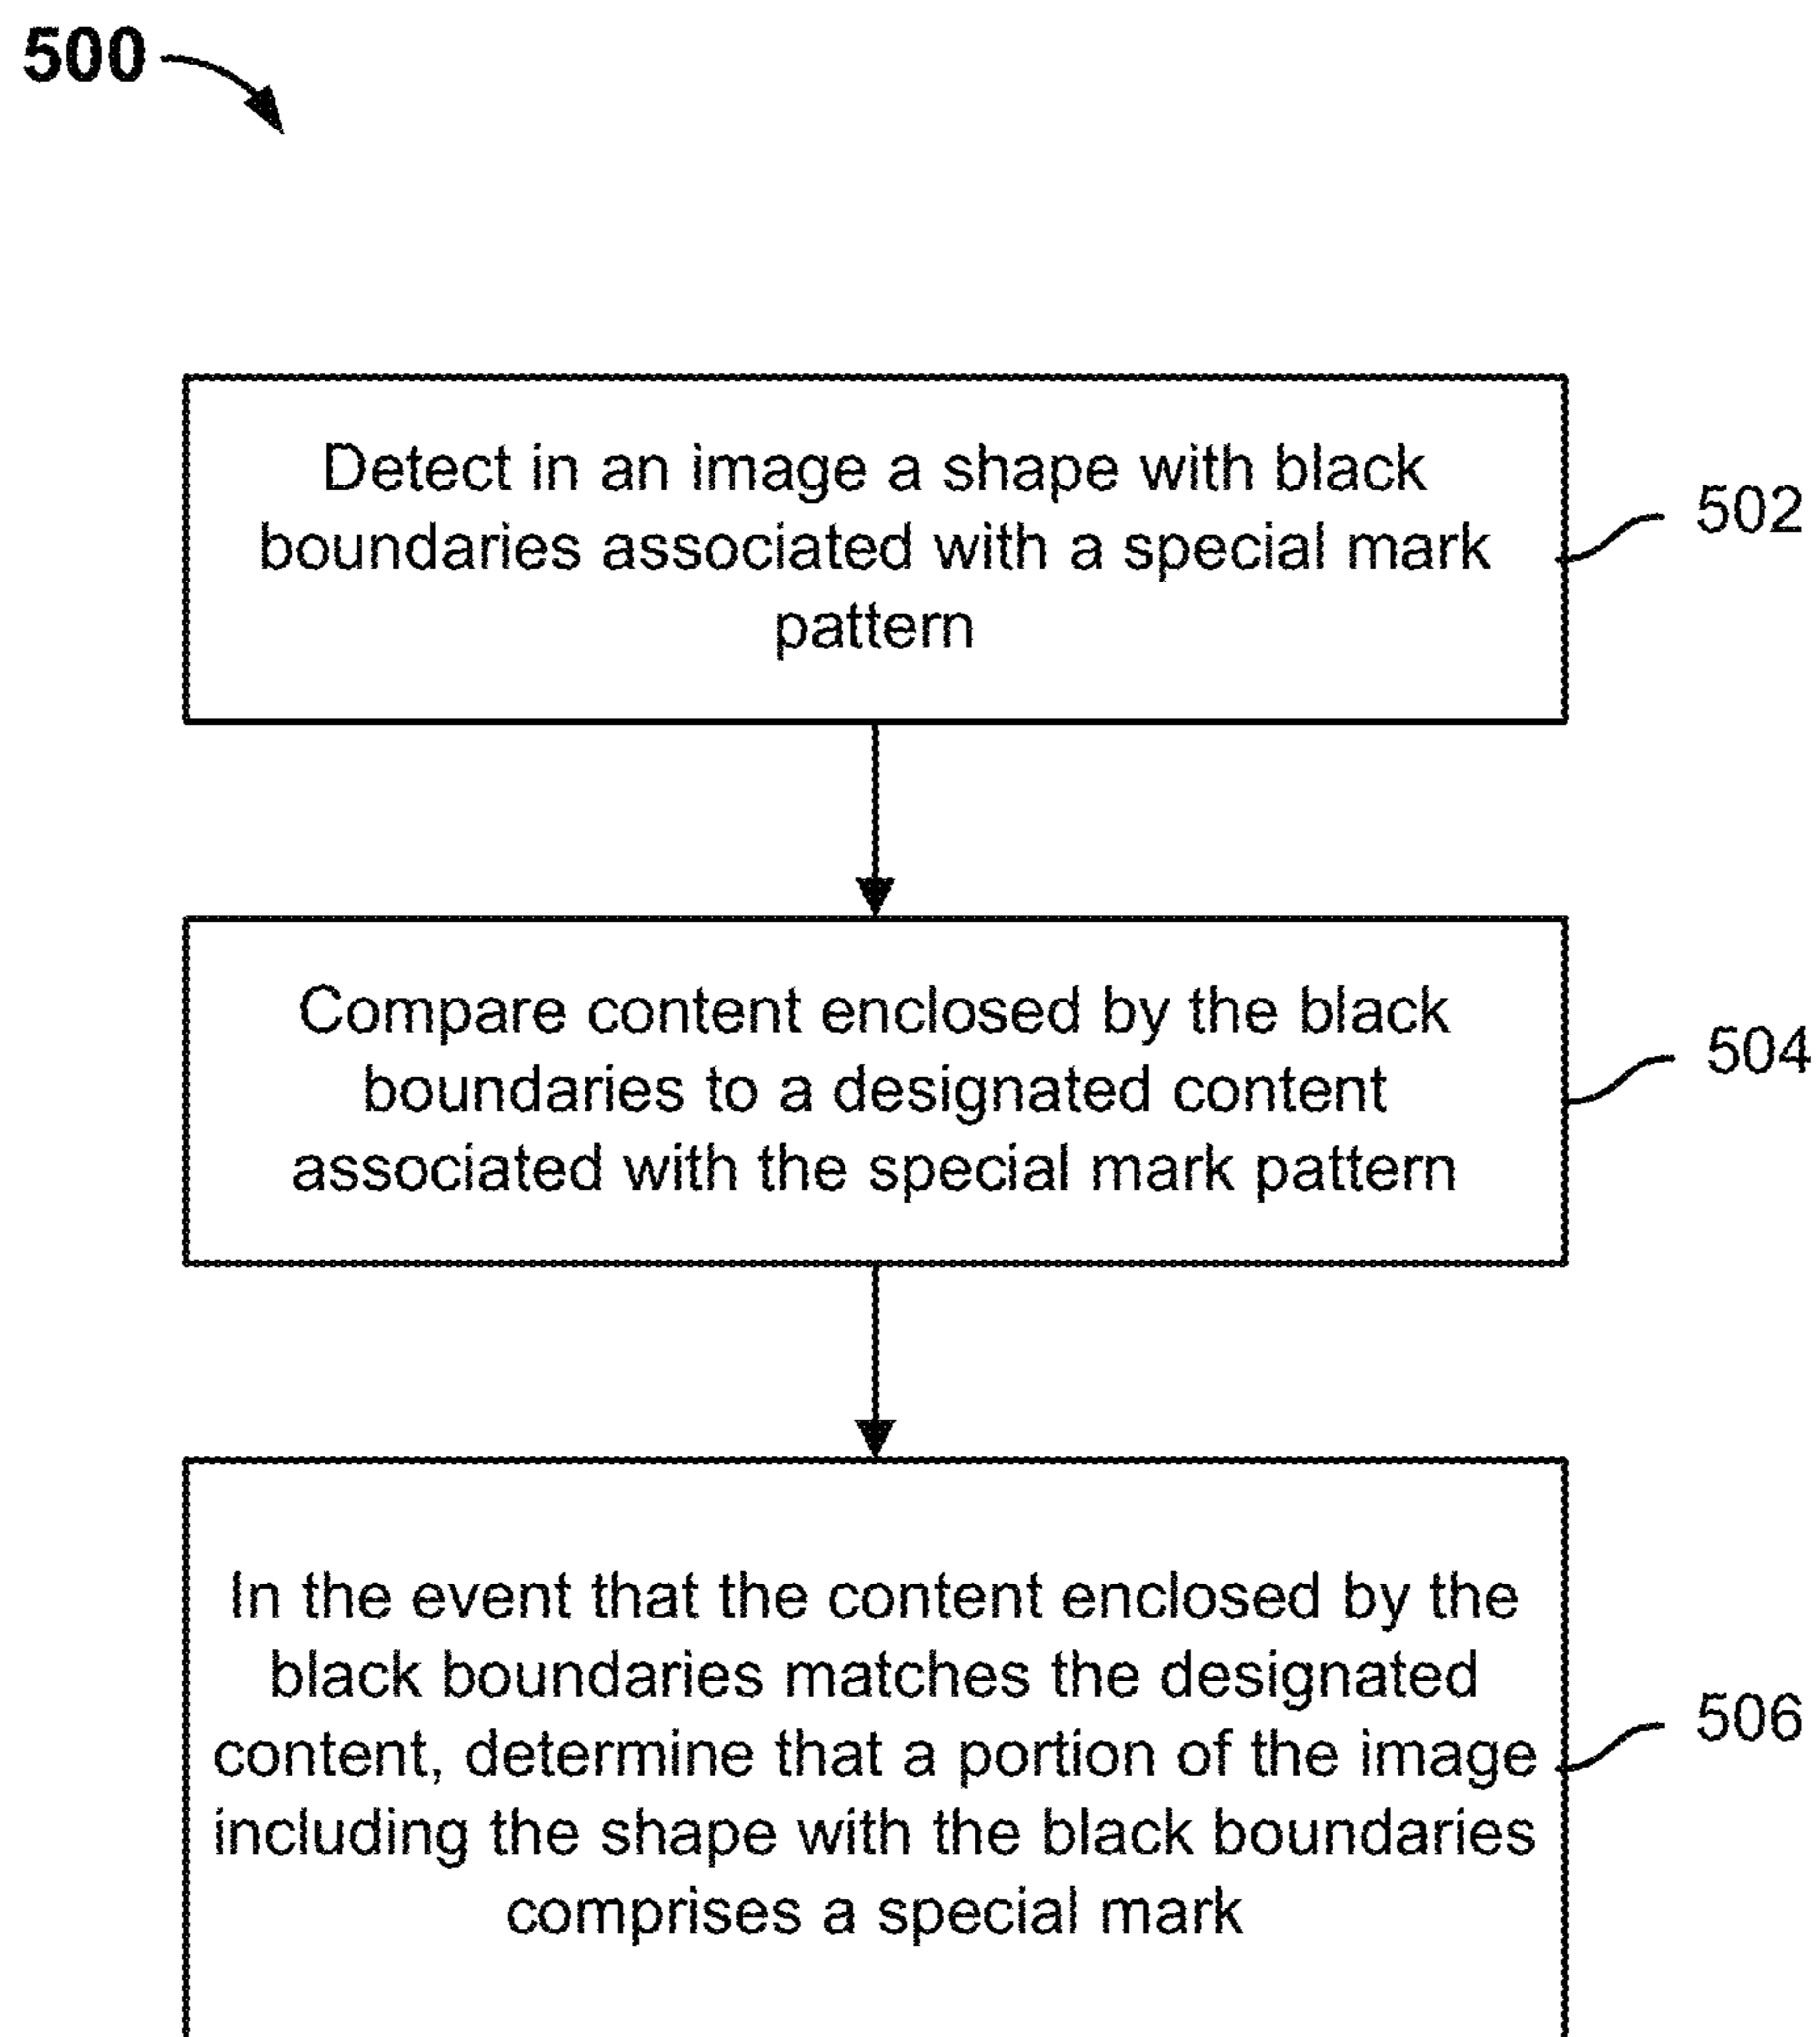 500
Detect in an image a shape with black
boundaries associated with a special mark
pattern
502
Compare content enclosed by the black
boundaries to a designated content
associated with the special mark pattern
504
In the event that the content enclosed by the
black boundaries matches the designated
content, determine that a portion of the image
including the shape with the black boundaries
comprises a special mark
506